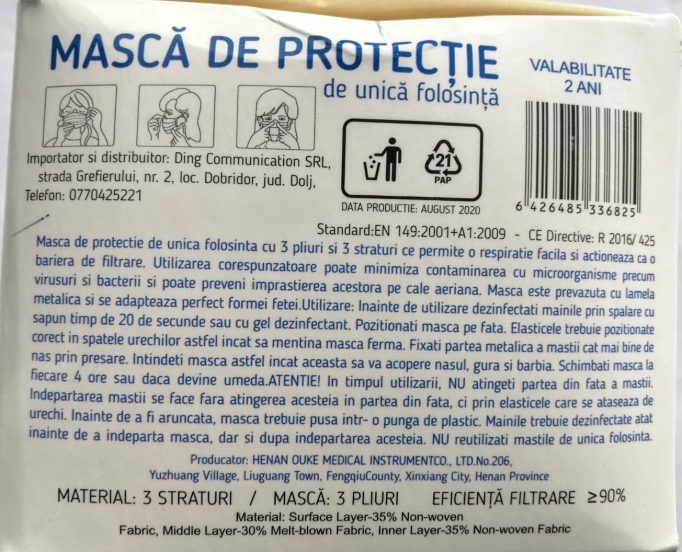 MASCĂ DE PROTECȚIE
de unică folosință
VALABILITATE
2 ANI
Importator si distribuitor: Ding Communication SRL,
strada Grefierului, nr. 2, loc. Dobridor, jud. Dolj,
Telefon: 0770425221
21
PAP
DATA PRODUCTIE: AUGUST 2020
6 426485 336825
Standard:EN 149:2001+A1:2009 - CE Directive: R 2016/ 425
Masca de protectie de unica folosinta cu 3 pliuri si 3 straturi ce permite o respiratie facila si actioneaza ca o
bariera de filtrare. Utilizarea corespunzatoare poate minimiza contaminarea cu microorganisme precum
virusuri si bacterii si poate preveni imprastierea acestora pe cale aeriana. Masca este prevazuta cu lamela
metalica si se adapteaza perfect formei fetei.Utilizare: Inainte de utilizare dezinfectati mainile prin spalare cu
sapun timp de 20 de secunde sau cu gel dezinfectant. Pozitionati masca pe fata. Elasticele trebuie pozitionate
corect in spatele urechilor astfel incat sa mentina masca ferma. Fixati partea metalica a mastii cat mai bine de
nas prin presare. Intindeti masca astfel incat aceasta sa va acopere nasul, gura si barbia. Schimbati masca la
fiecare 4 ore sau daca devine umeda.ATENTIE! In timpul utilizarii, NU atingeti partea din fata a mastii.
Indepartarea mastii se face fara atingerea acesteia in partea din fata, ci prin elasticele care se ataseaza de
urechi. Inainte de a fi aruncata, masca trebuie pusa intr- o punga de plastic. Mainile trebuie dezinfectate atat
inainte de a indeparta masca, dar si dupa indepartarea acesteia. NU reutilizati mastile de unica folosinta.
Producator: HENAN OUKE MEDICAL INSTRUMENTCO., LTD.No.206,
Yuzhuang Village, Liuguang Town, FengqiuCounty, Xinxiang City, Henan Province
MATERIAL: 3 STRATURI / MASCĂ: 3 PLIURI EFICIENȚĂ FILTRARE ≥90%
Material: Surface Layer-35% Non-woven
Fabric, Middle Layer-30% Melt-blown Fabric, Inner Layer-35% Non-woven Fabric